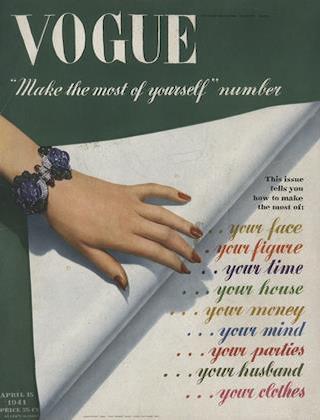 VOGUE
"Make the most of yourself" number
This issue
tells you
how to make
the most of:
. . . your face
. . . your figure
. . . your time
. . . your house
. . . your money
. . . your mind
. . . your parties
. . . your husband
. . . your clothes
APRIL 15
1941
PRICE 35 CTS